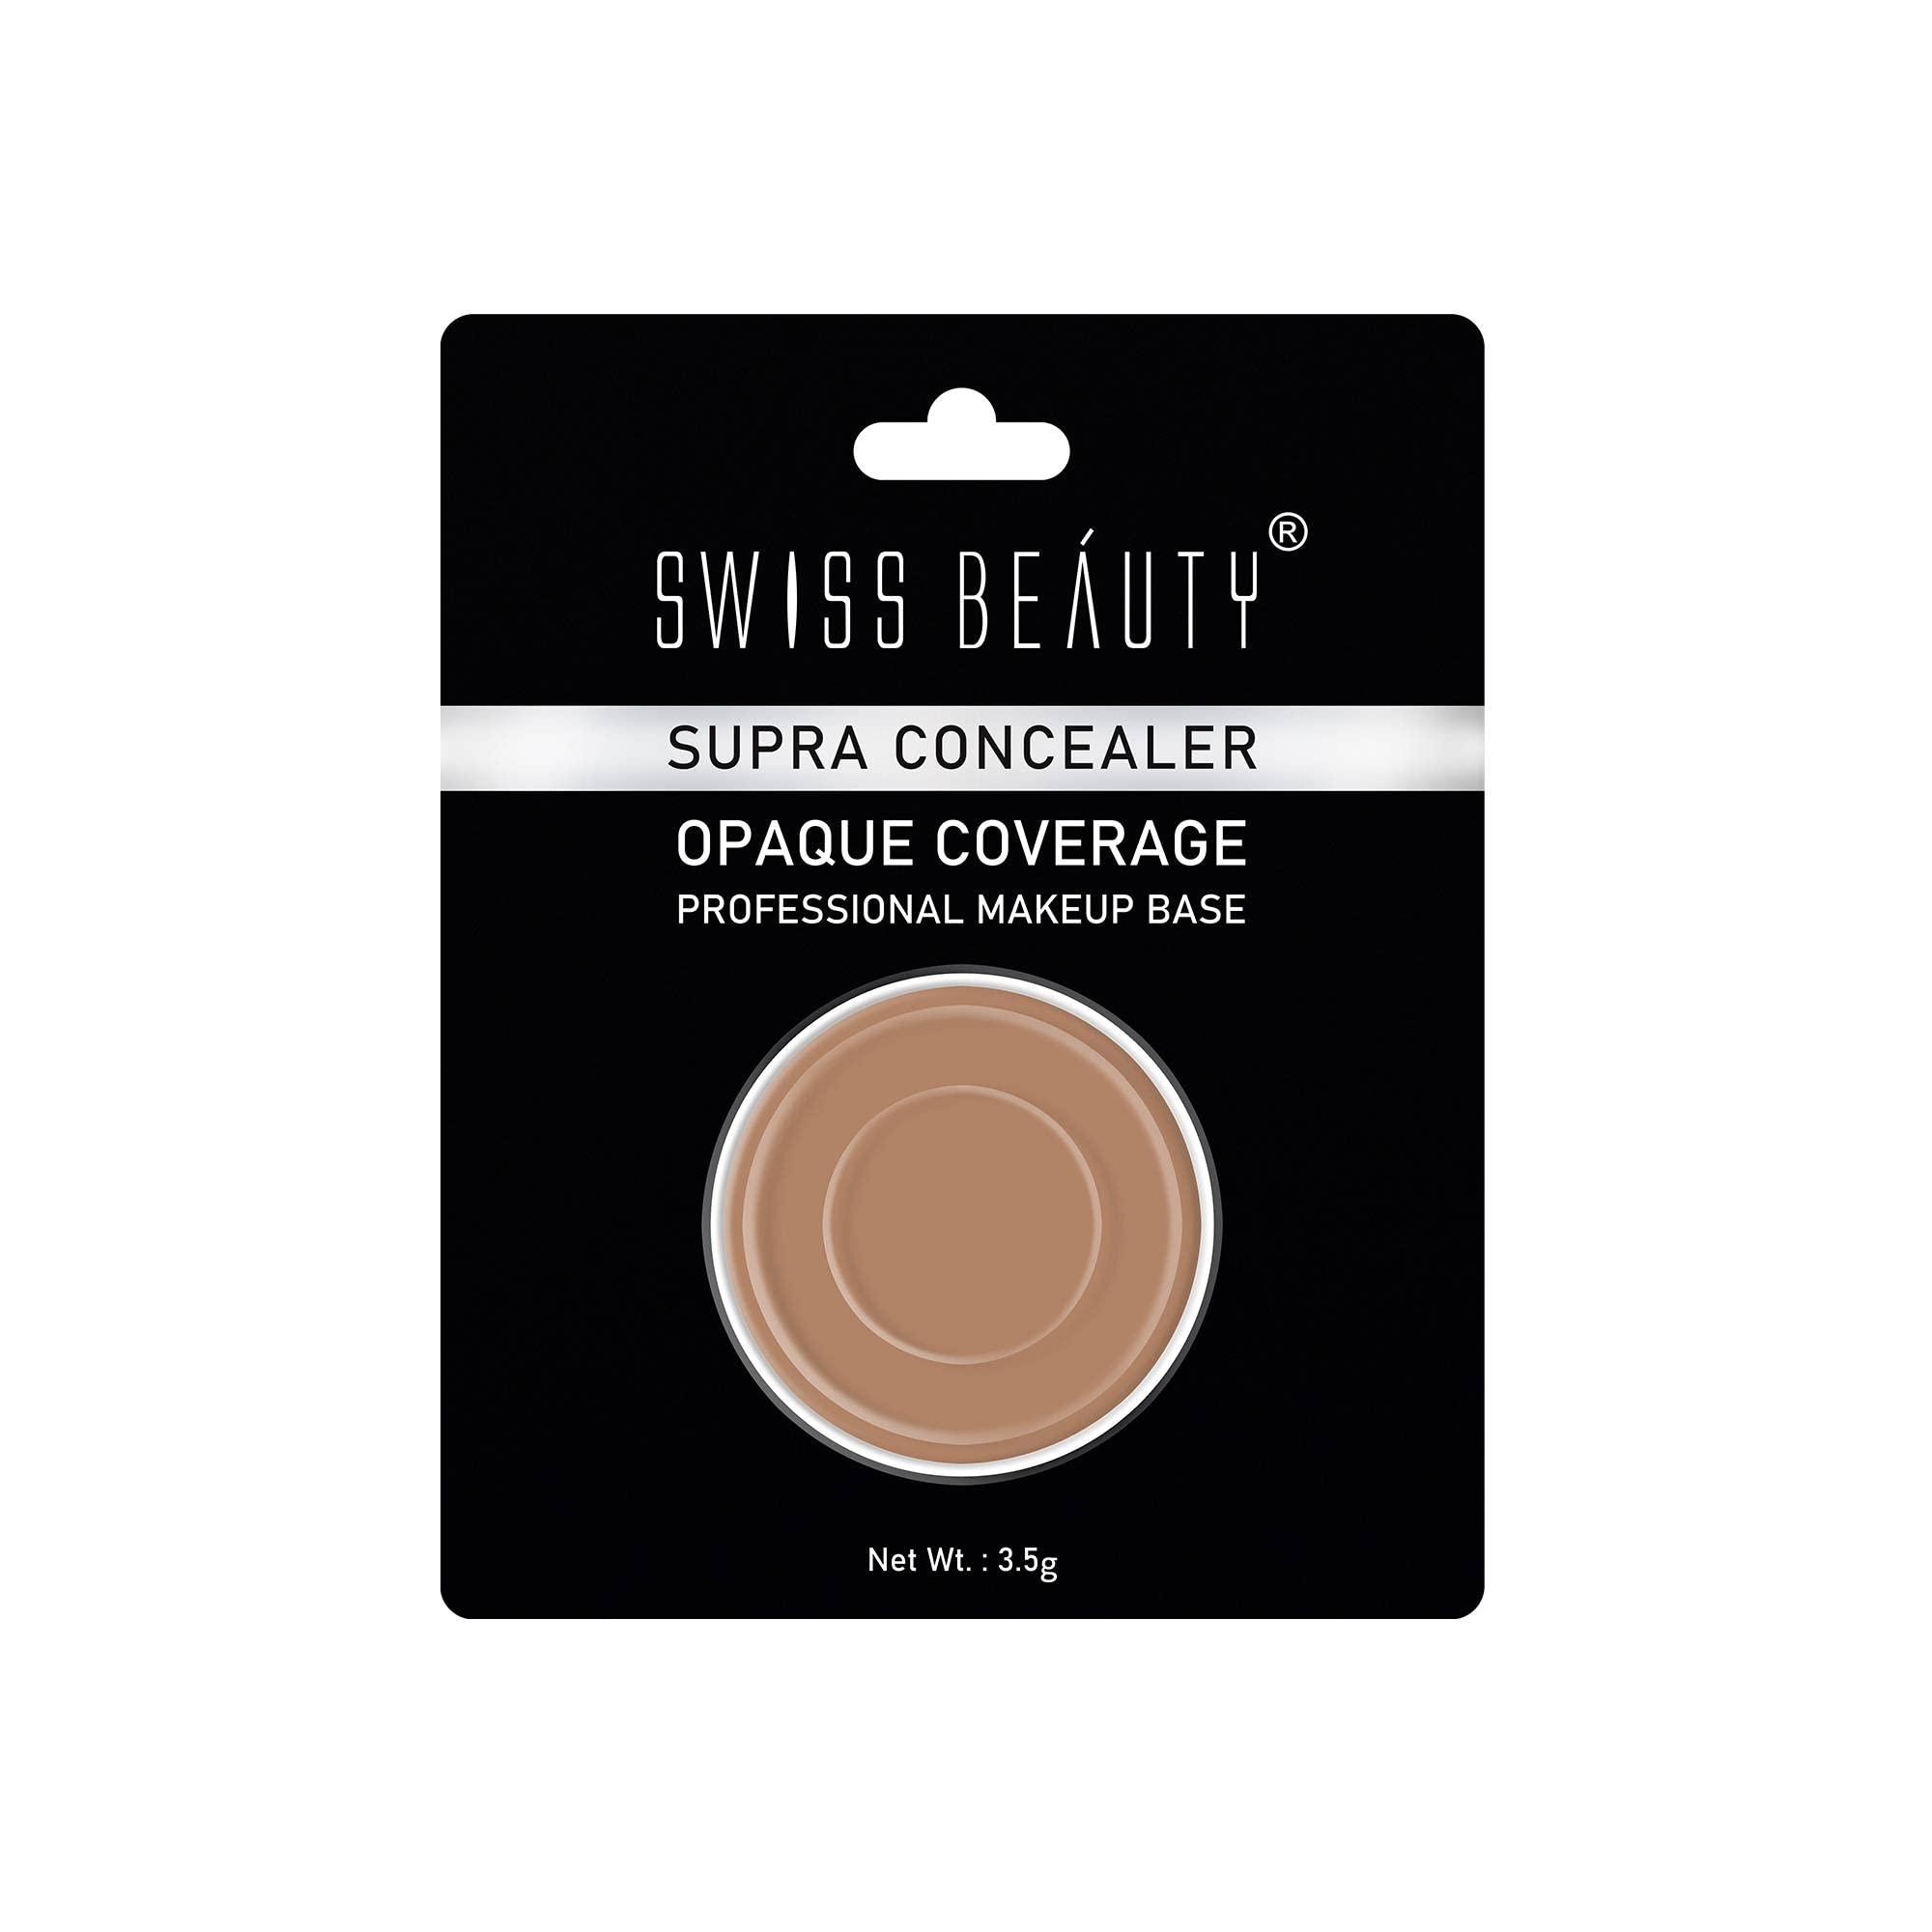 SWISS BEÁUTY®
SUPRA CONCEALER
OPAQUE COVERAGE
PROFESSIONAL MAKEUP BASE
Net Wt. : 3.5g